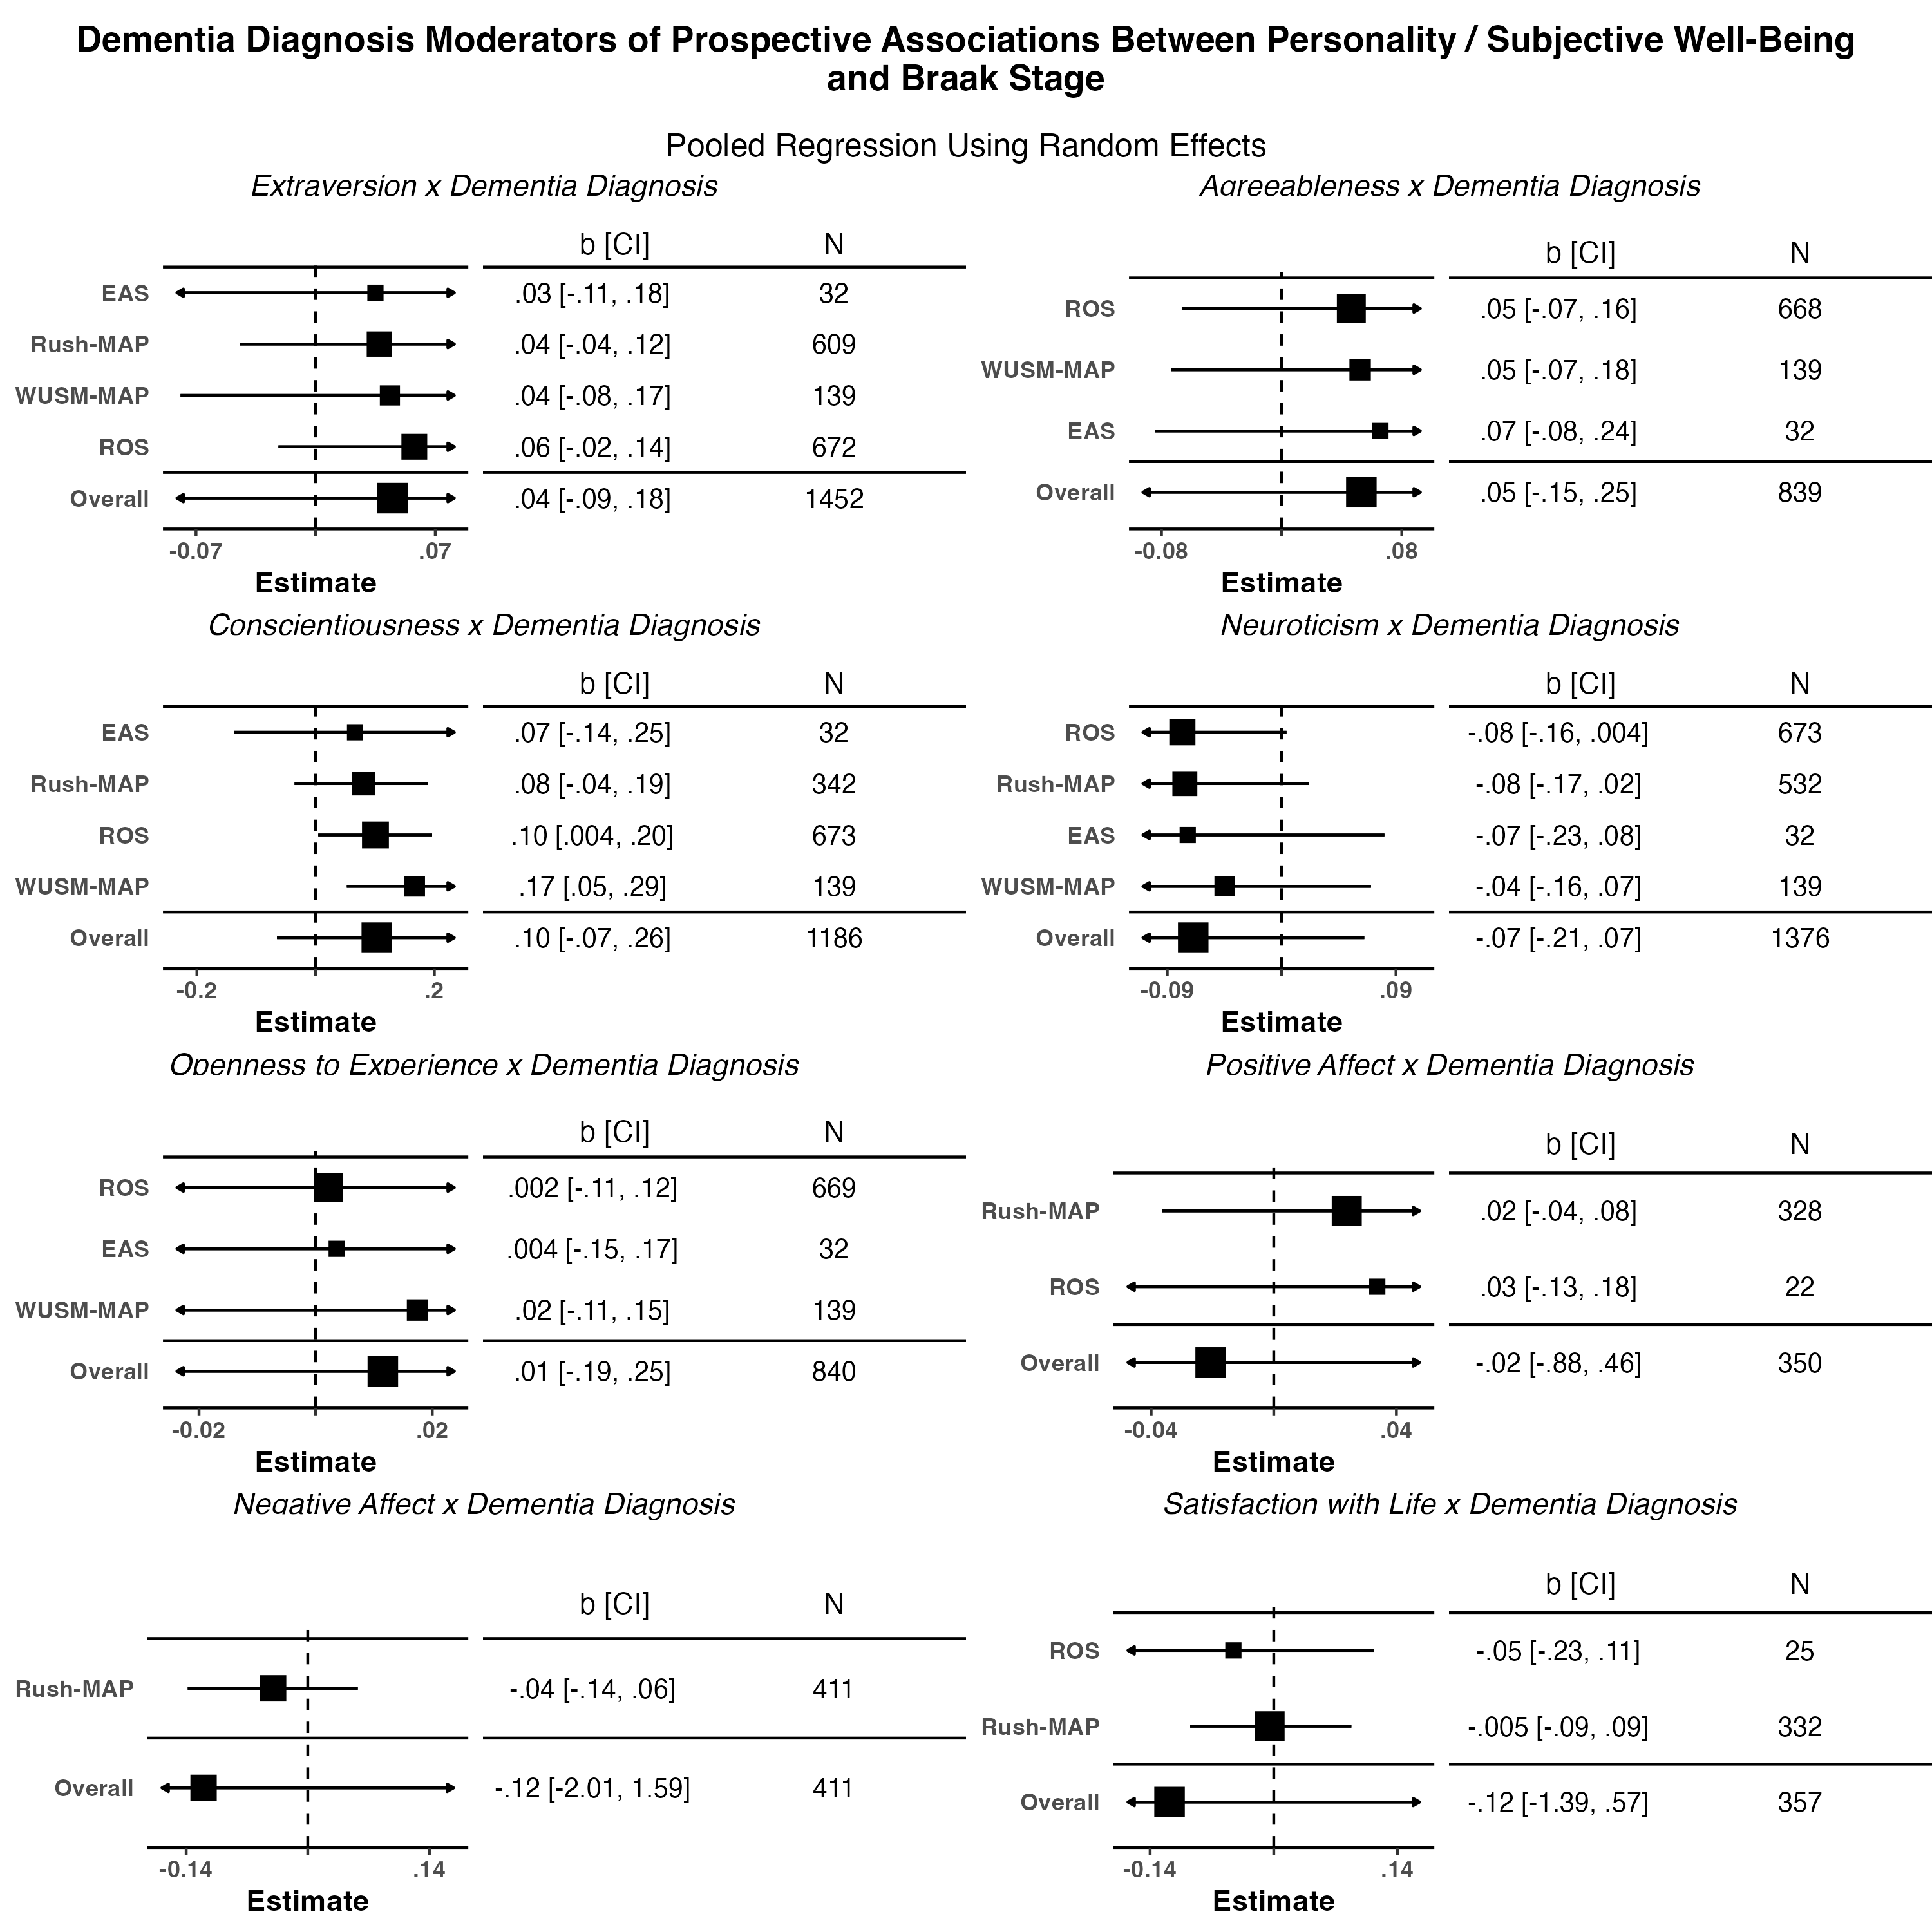 Dementia Diagnosis Moderators of Prospective Associations Between Personality / Subjective Well-Being
and Braak Stage
Pooled Regression Using Random Effects
Extraversion x Dementia Diagnosis
b [CI] N
EAS .03 [-.11, .18] 32
Rush-MAP .04 [-.04, .12] 609
WUSM-MAP .04 [-.08, .17] 139
ROS .06 [-.02, .14] 672
Overall .04 [-.09, .18] 1452
-0.07 .07
Estimate
Agreeableness x Dementia Diagnosis
b [CI] N
ROS .05 [-.07, .16] 668
WUSM-MAP .05 [-.07, .18] 139
EAS .07 [-.08, .24] 32
Overall .05 [-.15, .25] 839
-0.08 .08
Estimate
Conscientiousness x Dementia Diagnosis
b [CI] N
EAS .07 [-.14, .25] 32
Rush-MAP .08 [-.04, .19] 342
ROS .10 [.004, .20] 673
WUSM-MAP .17 [.05, .29] 139
Overall .10 [-.07, .26] 1186
-0.2 .2
Estimate
Neuroticism x Dementia Diagnosis
b [CI] N
ROS -.08 [-.16, .004] 673
Rush-MAP -.08 [-.17, .02] 532
EAS -.07 [-.23, .08] 32
WUSM-MAP -.04 [-.16, .07] 139
Overall -.07 [-.21, .07] 1376
-0.09 .09
Estimate
Openness to Experience x Dementia Diagnosis
b [CI] N
ROS .002 [-.11, .12] 669
EAS .004 [-.15, .17] 32
WUSM-MAP .02 [-.11, .15] 139
Overall .01 [-.19, .25] 840
-0.02 .02
Estimate
Positive Affect x Dementia Diagnosis
b [CI] N
Rush-MAP .02 [-.04, .08] 328
ROS .03 [-.13, .18] 22
Overall -.02 [-.88, .46] 350
-0.04 .04
Estimate
Negative Affect x Dementia Diagnosis
b [CI] N
Rush-MAP -.04 [-.14, .06] 411
Overall -.12 [-2.01, 1.59] 411
-0.14 .14
Estimate
Satisfaction with Life x Dementia Diagnosis
b [CI] N
ROS -.05 [-.23, .11] 25
Rush-MAP -.005 [-.09, .09] 332
Overall -.12 [-1.39, .57] 357
-0.14 .14
Estimate